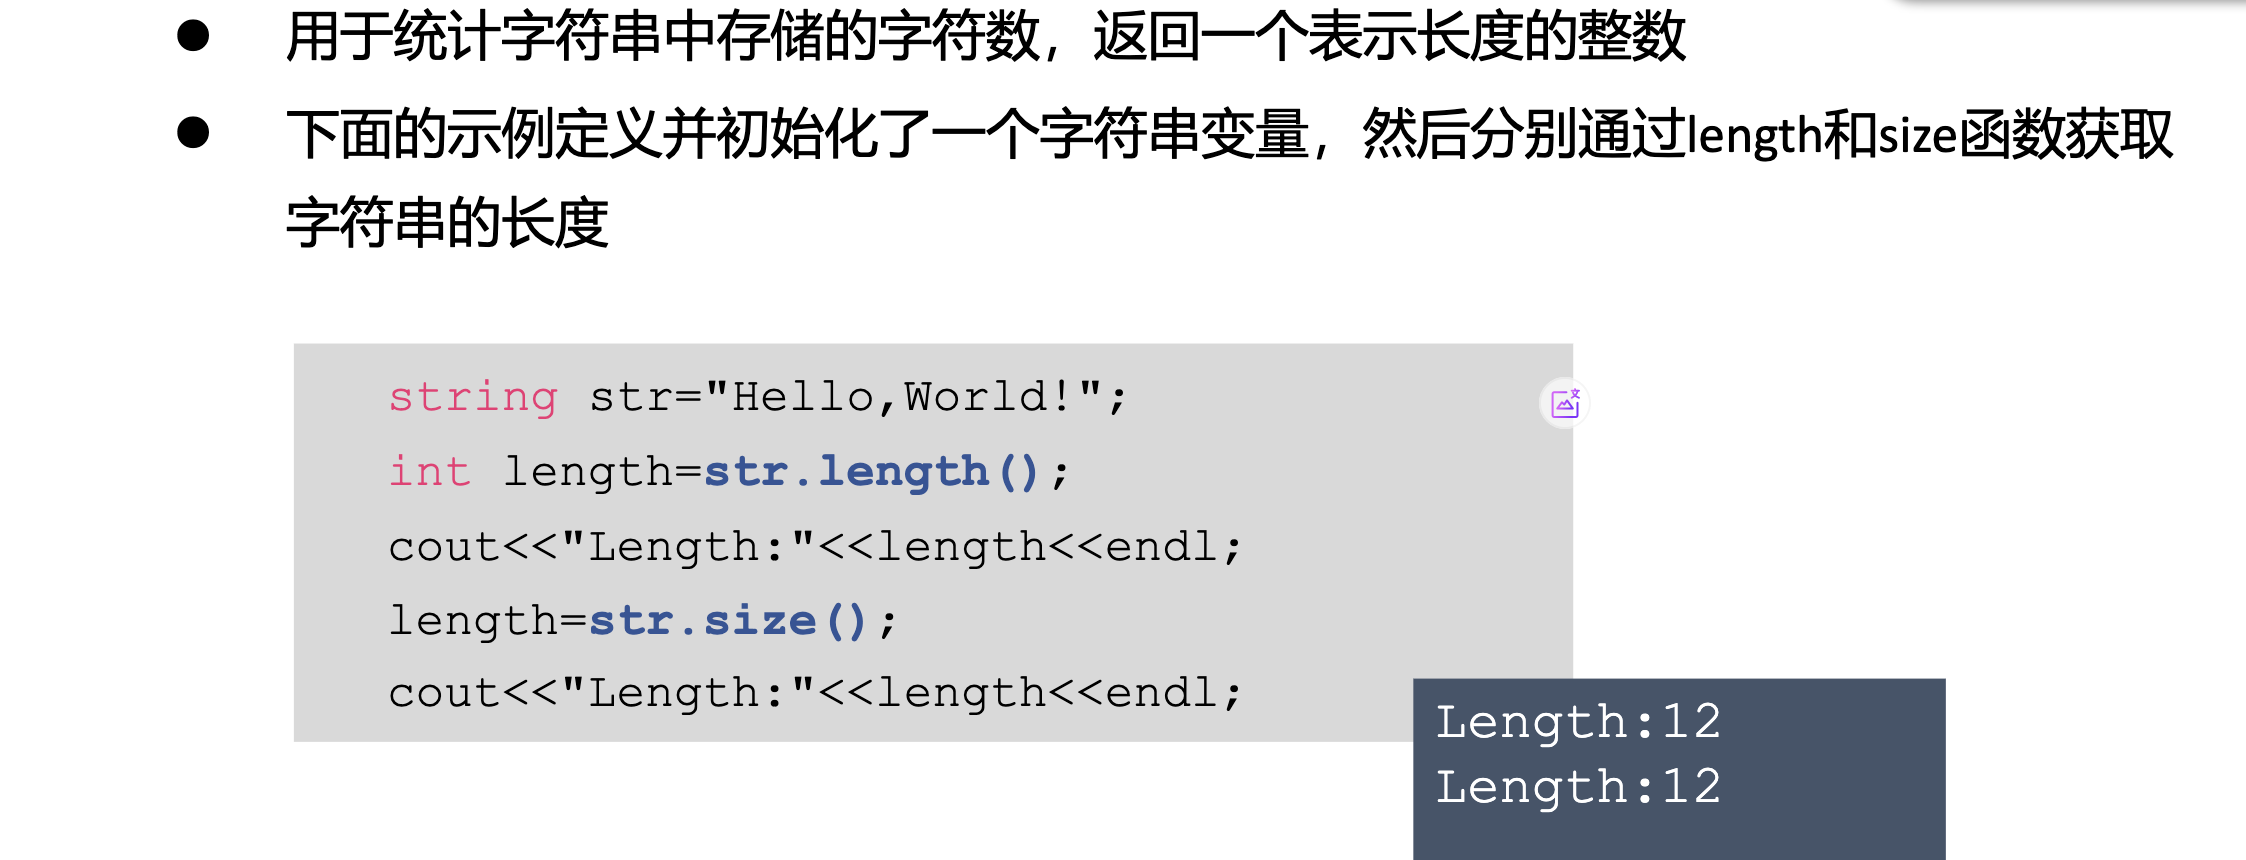 ● 用于统计字符串中存储的字符数，返回一个表示长度的整数
● 下面的示例定义并初始化了一个字符串变量，然后分别通过length和size函数获取
字符串的长度
string str="Hello,World!";
int length=str.length();
cout<<"Length:"<<length<<endl;
length=str.size();
cout<<"Length:"<<length<<endl;
Length:12
Length:12